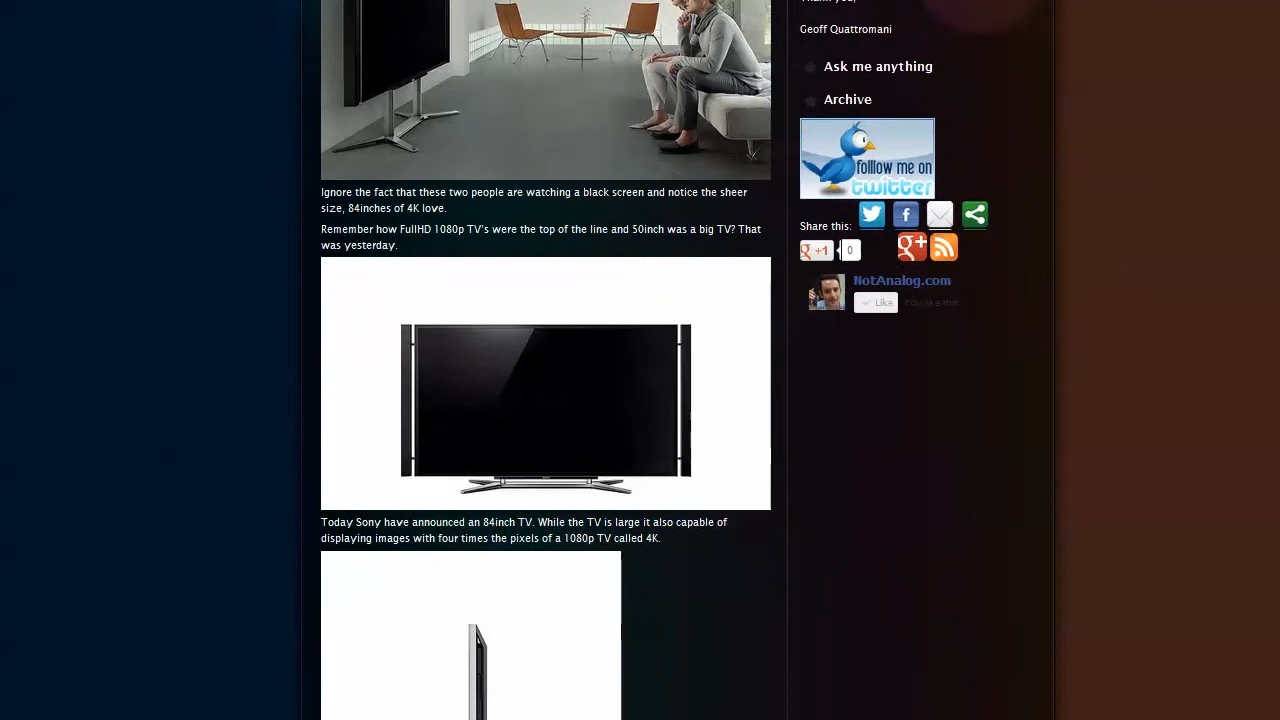 Geoff Quattromani
Ask me anything
Archive
folllow me on
twitter
Share this:
g +1
0
g+
NotAnalog.com
Like
You like me
Ignore the fact that these two people are watching a black screen and notice the sheer
size, 84inches of 4K love.
Remember how FullHD 1080p TV's were the top of the line and 50inch was a big TV? That
was yesterday.
Today Sony have announced an 84inch TV. While the TV is large it also capable of
displaying images with four times the pixels of a 1080p TV called 4K.